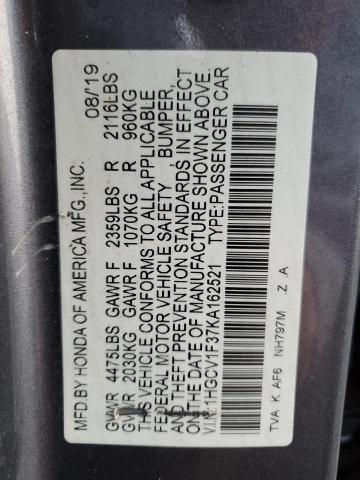 MFD BY HONDA OF AMERICA MFG.,INC. 08/'19
GVWR 4475LBS GAWR F 2359LBS R 2116LBS
GVWR 2030KG GAWR F 1070KG R 960KG
THIS VEHICLE CONFORMS TO ALL APPLICABLE
FEDERAL MOTOR VEHICLE SAFETY , BUMPER,
AND THEFT PREVENTION STANDARDS IN EFFECT
ON THE DATE OF MANUFACTURE SHOWN ABOVE.
V.I.N.:1HGCV1F37KA162521 TYPE:PASSENGER CAR
TVA K AF6 NH797M .Z .A